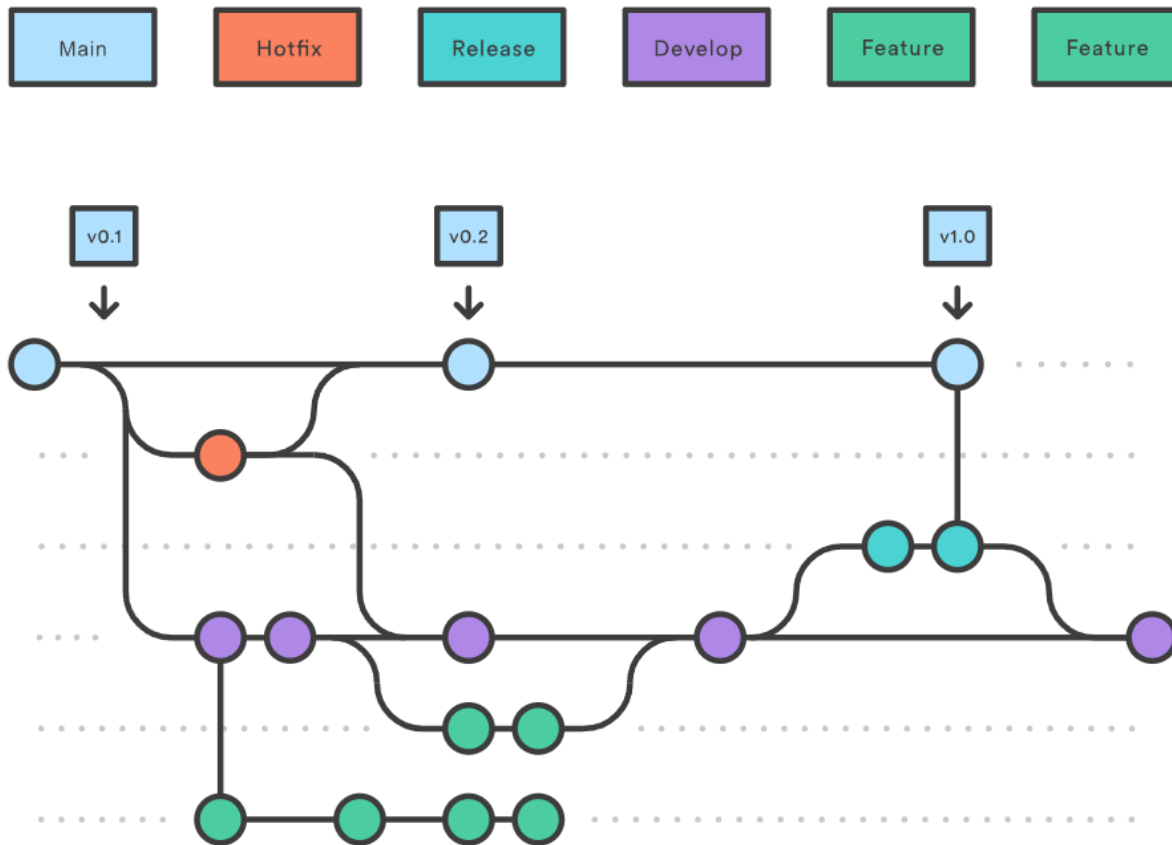 Main
Hotfix
Release
Develop
Feature
Feature
v0.1
v0.2
v1.0